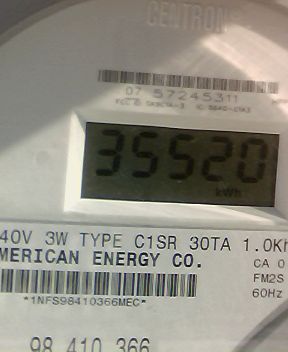 CENTRON
07 57245311
35520
kWh
40V 3W TYPE C1SR 30TA 1.0Kh
MERICAN ENERGY CO.
CA 0
FM2S
60Hz
*1NFS98410366MEC*
98 410 366